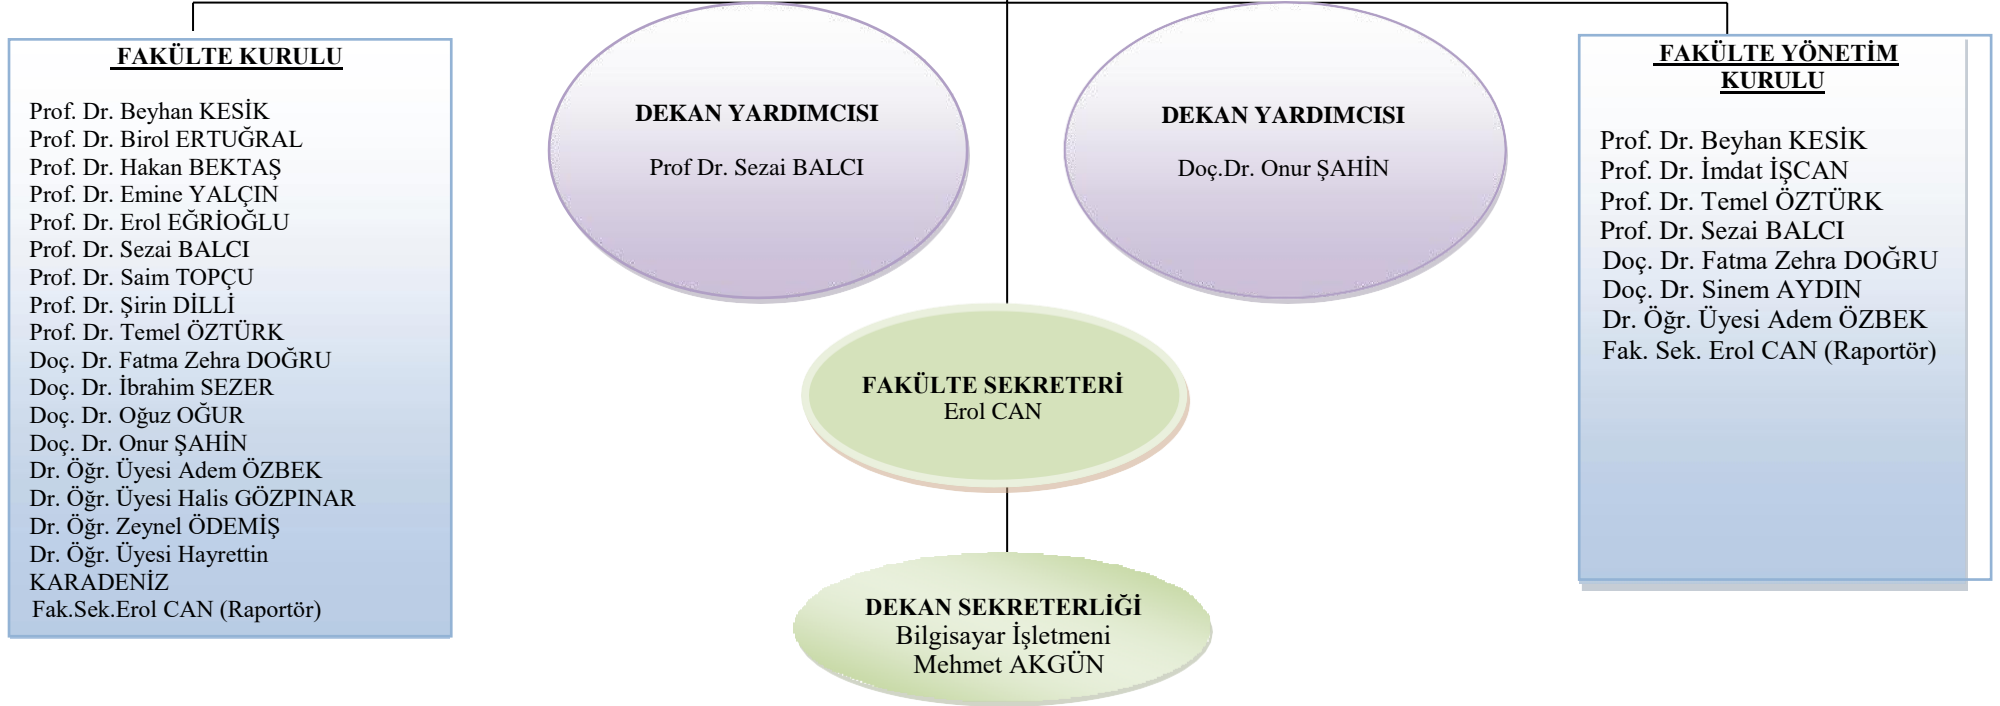 FAKÜLTE KURULU
Prof. Dr. Beyhan KESİK
Prof. Dr. Birol ERTUĞRAL
Prof. Dr. Hakan BEKTAŞ
Prof. Dr. Emine YALÇIN
Prof. Dr. Erol EĞRİOĞLU
Prof. Dr. Sezai BALCI
Prof. Dr. Saim TOPÇU
Prof. Dr. Şirin DİLLİ
Prof. Dr. Temel ÖZTÜRK
Doç. Dr. Fatma Zehra DOĞRU
Doç. Dr. İbrahim SEZER
Doç. Dr. Oğuz OĞUR
Doç. Dr. Onur ŞAHİN
Dr. Öğr. Üyesi Adem ÖZBEK
Dr. Öğr. Üyesi Halis GÖZPINAR
Dr. Öğr. Zeynel ÖDEMİŞ
Dr. Öğr. Üyesi Hayrettin
KARADENİZ
Fak.Sek.Erol CAN (Raportör)
DEKAN YARDIMCISI
Prof Dr. Sezai BALCI
DEKAN YARDIMCISI
Doç.Dr. Onur ŞAHİN
FAKÜLTE SEKRETERİ
Erol CAN
DEKAN SEKRETERLİĞİ
Bilgisayar İşletmeni
Mehmet AKGÜN
FAKÜLTE YÖNETİM
KURULU
Prof. Dr. Beyhan KESİK
Prof. Dr. İmdat İŞCAN
Prof. Dr. Temel ÖZTÜRK
Prof. Dr. Sezai BALCI
Doç. Dr. Fatma Zehra DOĞRU
Doç. Dr. Sinem AYDIN
Dr. Öğr. Üyesi Adem ÖZBEK
Fak. Sek. Erol CAN (Raportör)